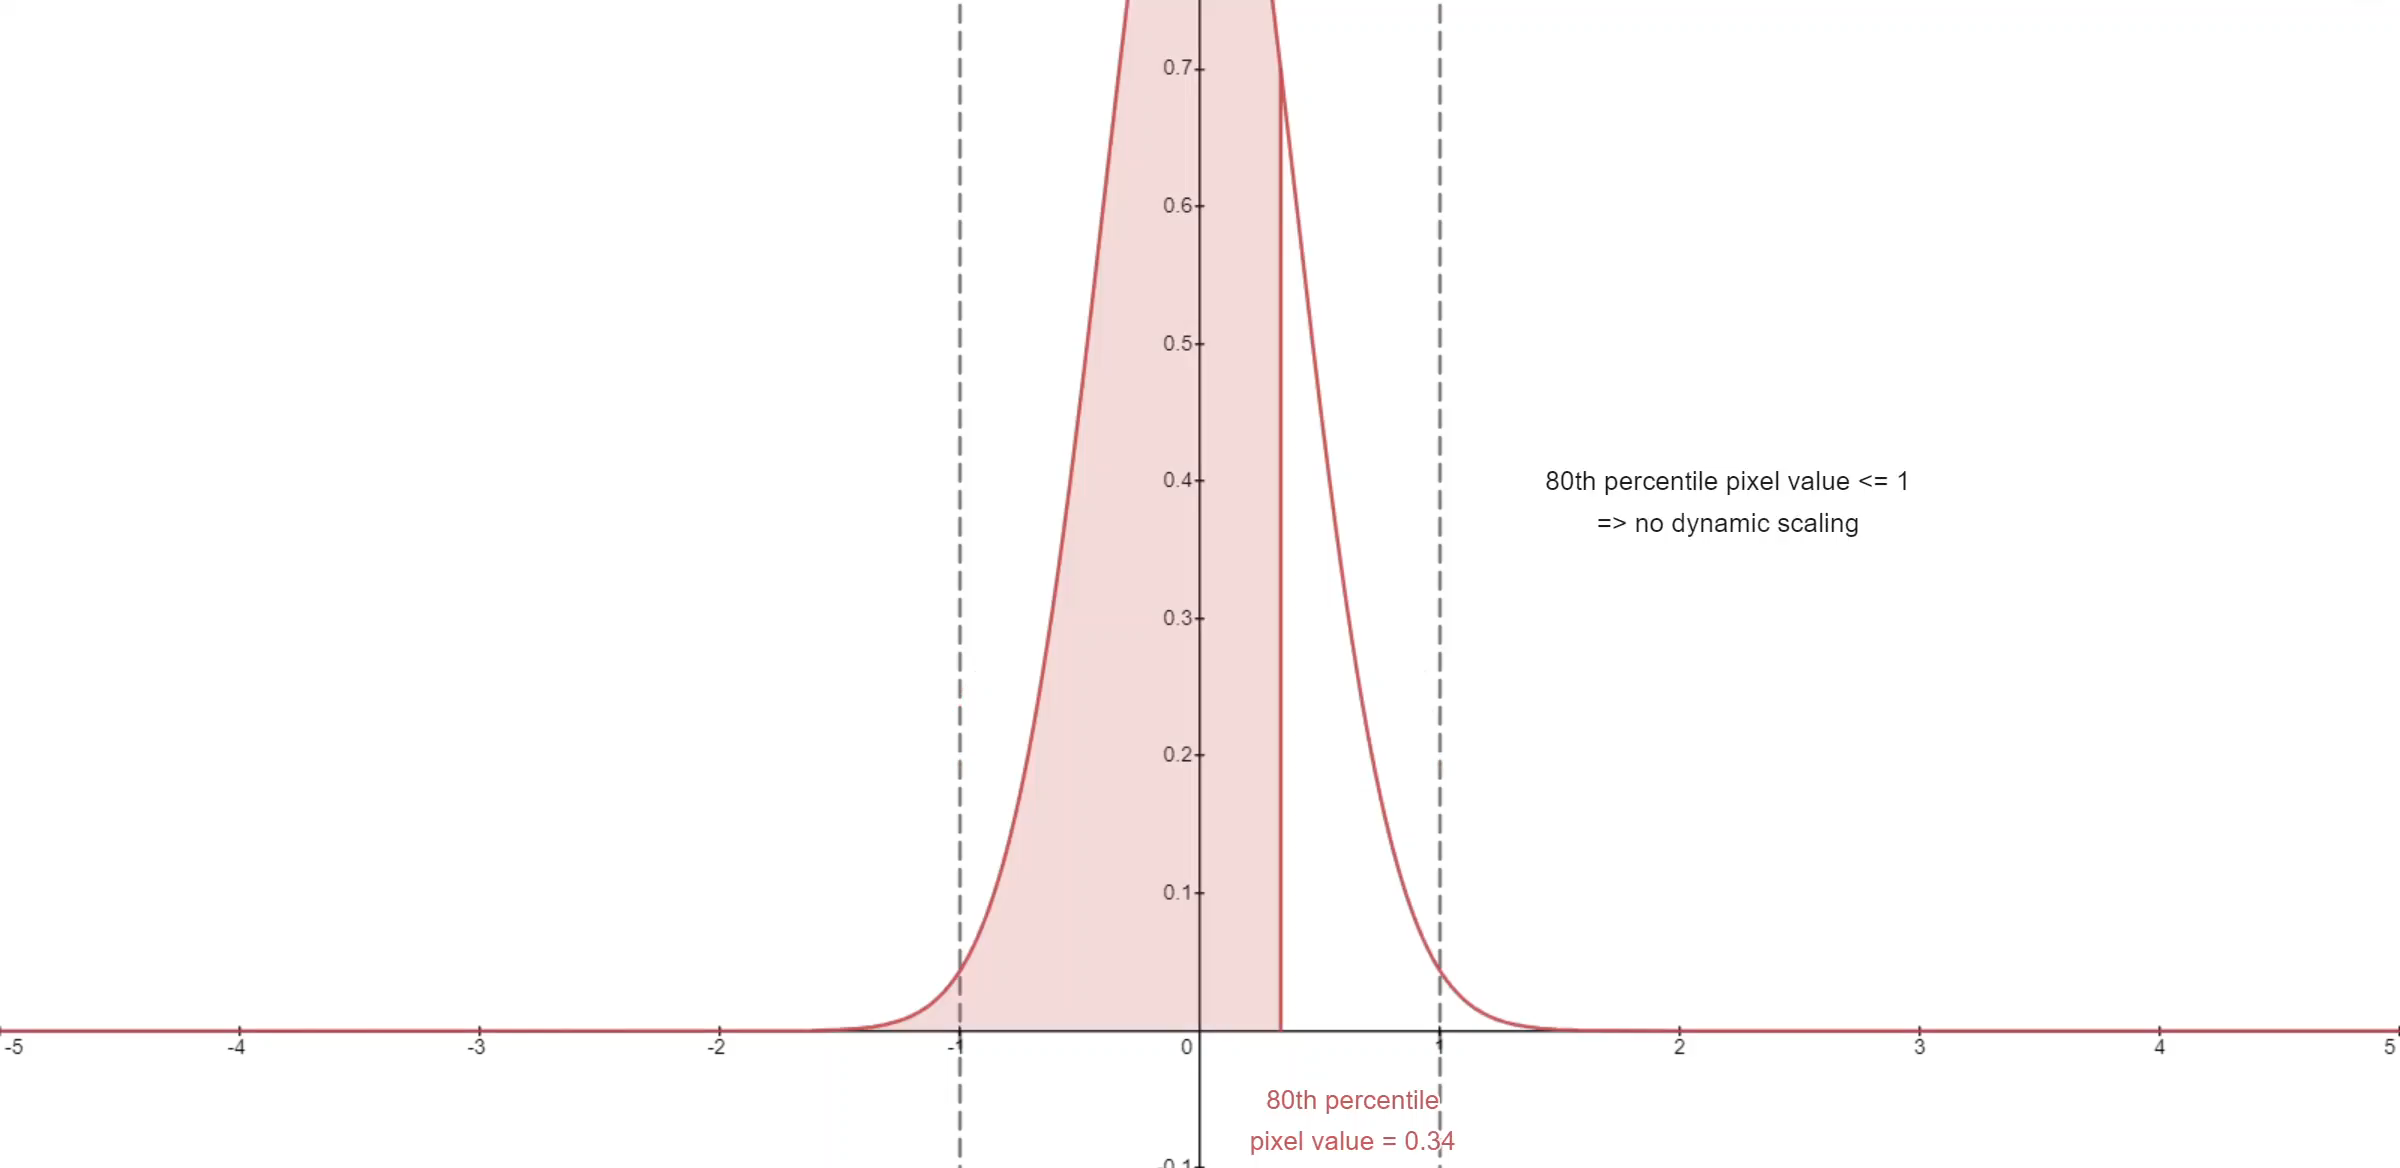 0.7
0.6
0.5
0.4
0.3
0.2
0.1
80th percentile pixel value <= 1
=> no dynamic scaling
-5 -4 -3 -2 -1 0 1 2 3 4 5
80th percentile
pixel value = 0.34
-0.1